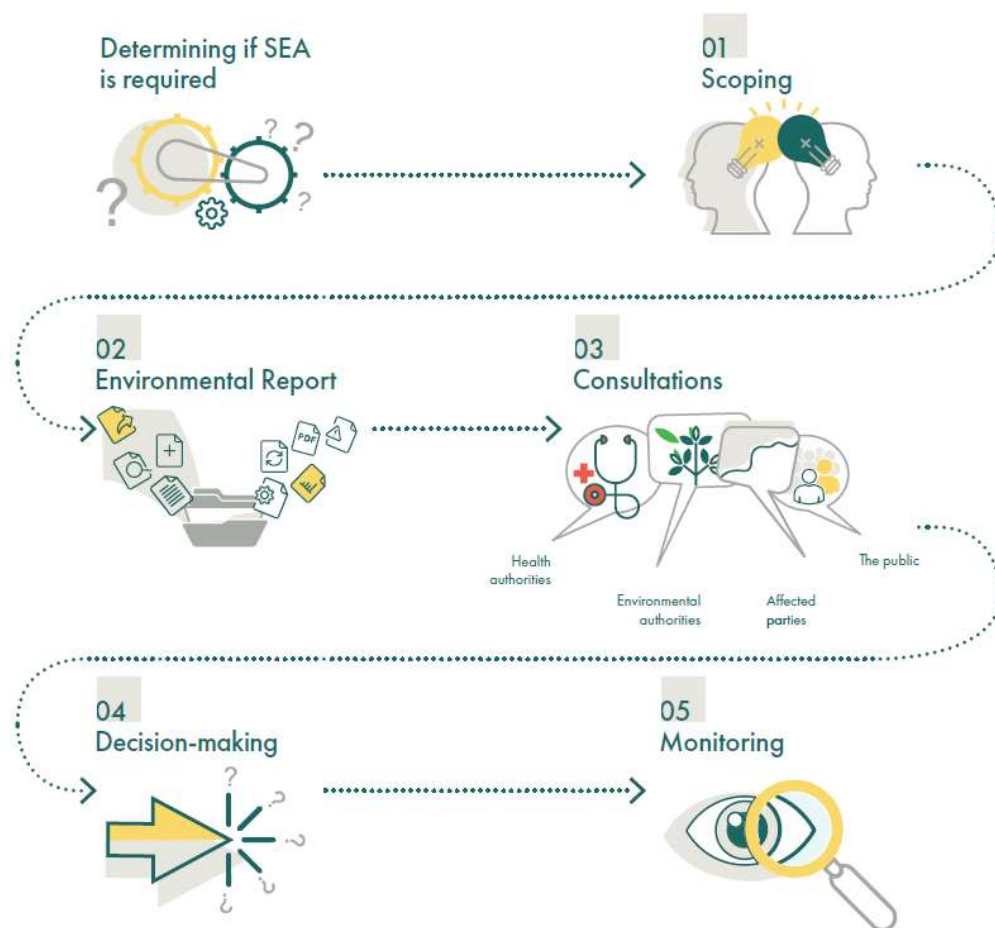 Determining if SEA
is required
01
Scoping
?
?
?
?
02
Environmental Report
PDF
03
Consultations
Health
authorities
Environmental
authorities
Affected
parties
The public
04
Decision-making
?
?
?
?
?
05
Monitoring